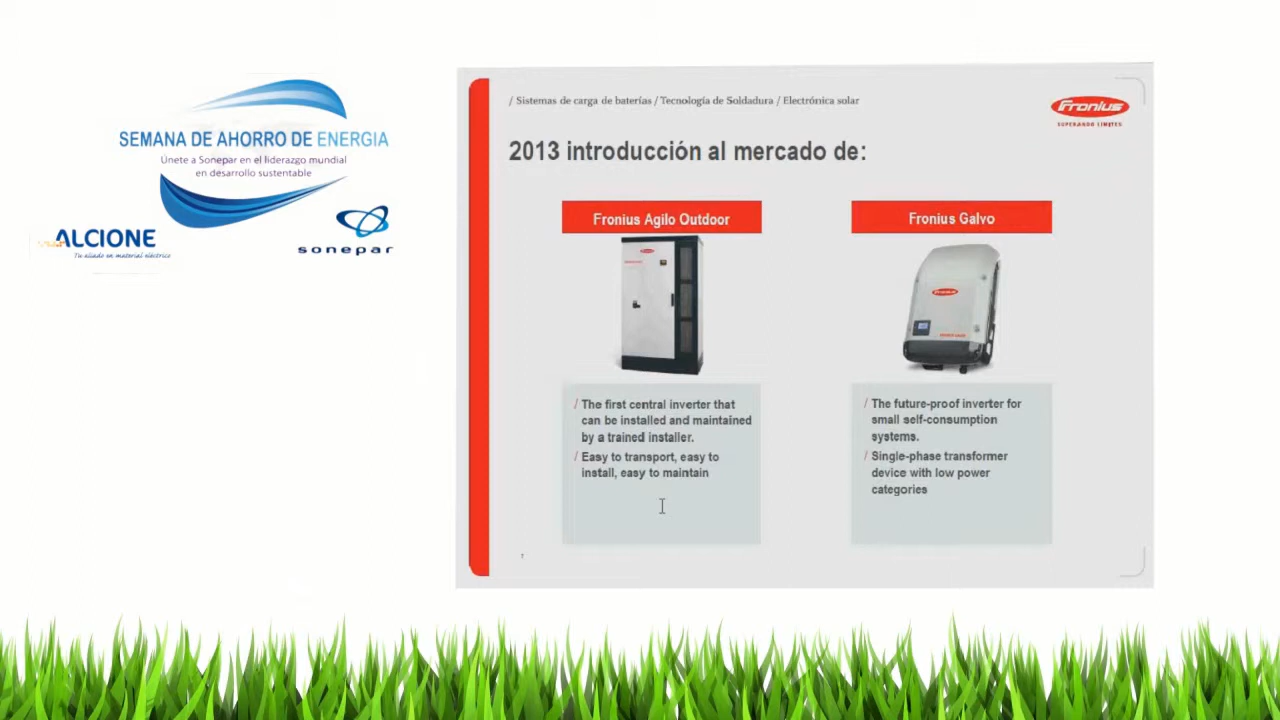 SEMANA DE AHORRO DE ENERGIA
Únete a Sonepar en el liderazgo mundial
en desarrollo sustentable
ALCIONE
Tu aliado en material eléctrico
sonepar
/ Sistemas de carga de baterías / Tecnología de Soldadura / Electrónica solar
Fronius
SUPERANDO LÍMITES
2013 introducción al mercado de:
Fronius Agilo Outdoor
/ The first central inverter that
can be installed and maintained
by a trained installer.
/ Easy to transport, easy to
install, easy to maintain
Fronius Galvo
Fronius
/ The future-proof inverter for
small self-consumption
systems.
/ Single-phase transformer
device with low power
categories
7